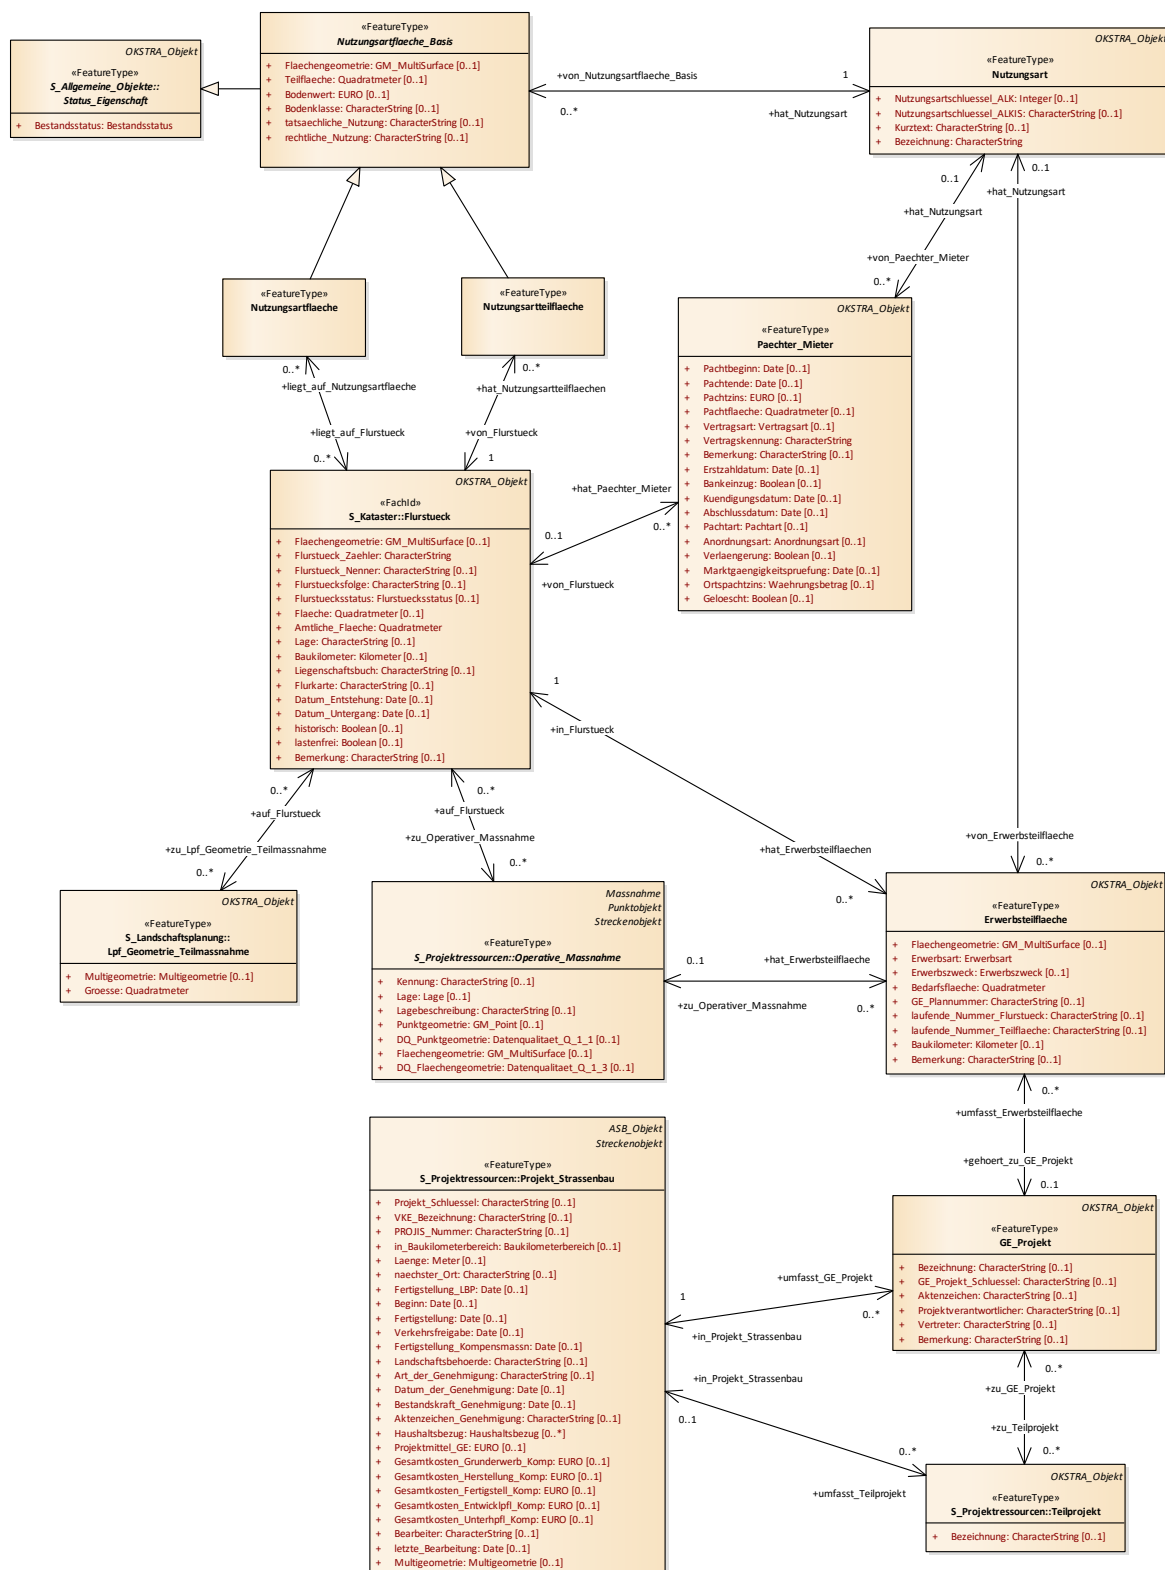 OKSTRA_Objekt
«FeatureType»
S_Allgemeine_Objekte::
Status_Eigenschaft
+ Bestandsstatus: Bestandsstatus
«FeatureType»
Nutzungsartflaeche_Basis
+ Flaechengeometrie: GM_MultiSurface [0..1]
+ Teilflaeche: Quadratmeter [0..1]
+ Bodenwert: EURO [0..1]
+ Bodenklasse: CharacterString [0..1]
+ tatsaechliche_Nutzung: CharacterString [0..1]
+ rechtliche_Nutzung: CharacterString [0..1]
+von_Nutzungsartflaeche_Basis
0..*
1
+hat_Nutzungsart
OKSTRA_Objekt
«FeatureType»
Nutzungsart
+ Nutzungsartschluessel_ALK: Integer [0..1]
+ Nutzungsartschluessel_ALKIS: CharacterString [0..1]
+ Kurztext: CharacterString [0..1]
+ Bezeichnung: CharacterString
0..1
+hat_Nutzungsart
0..1
+hat_Nutzungsart
+von_Paechter_Mieter
0..*
«FeatureType»
Nutzungsartflaeche
«FeatureType»
Nutzungsartteilflaeche
0..*
+liegt_auf_Nutzungsartflaeche
+liegt_auf_Flurstueck
0..*
0..*
+hat_Nutzungsartteilflaechen
+von_Flurstueck
1
OKSTRA_Objekt
«FeatureType»
Paechter_Mieter
+ Pachtbeginn: Date [0..1]
+ Pachtende: Date [0..1]
+ Pachtzins: EURO [0..1]
+ Pachtflaeche: Quadratmeter [0..1]
+ Vertragsart: Vertragsart [0..1]
+ Vertragskennung: CharacterString
+ Bemerkung: CharacterString [0..1]
+ Erstzahldatum: Date [0..1]
+ Bankeinzug: Boolean [0..1]
+ Kuendigungsdatum: Date [0..1]
+ Abschlussdatum: Date [0..1]
+ Pachtart: Pachtart [0..1]
+ Anordnungsart: Anordnungsart [0..1]
+ Verlaengerung: Boolean [0..1]
+ Marktgaengigkeitspruefung: Date [0..1]
+ Ortspachtzins: Waehrungsbetrag [0..1]
+ Geloescht: Boolean [0..1]
+hat_Paechter_Mieter
0..*
0..1
+von_Flurstueck
OKSTRA_Objekt
«FachId»
S_Kataster::Flurstueck
+ Flaechengeometrie: GM_MultiSurface [0..1]
+ Flurstueck_Zaehler: CharacterString
+ Flurstueck_Nenner: CharacterString [0..1]
+ Flurstuecksfolge: CharacterString [0..1]
+ Flurstuecksstatus: Flurstuecksstatus [0..1]
+ Flaeche: Quadratmeter [0..1]
+ Amtliche_Flaeche: Quadratmeter
+ Lage: CharacterString [0..1]
+ Baukilometer: Kilometer [0..1]
+ Liegenschaftsbuch: CharacterString [0..1]
+ Flurkarte: CharacterString [0..1]
+ Datum_Entstehung: Date [0..1]
+ Datum_Untergang: Date [0..1]
+ historisch: Boolean [0..1]
+ lastenfrei: Boolean [0..1]
+ Bemerkung: CharacterString [0..1]
1
+in_Flurstueck
+hat_Erwerbsteilflaechen
0..*
+von_Erwerbsteilflaeche
0..*
0..*
+auf_Flurstueck
+zu_Lpf_Geometrie_Teilmassnahme
0..*
0..*
+auf_Flurstueck
+zu_Operativer_Massnahme
0..*
OKSTRA_Objekt
«FeatureType»
S_Landschaftsplanung::
Lpf_Geometrie_Teilmassnahme
+ Multigeometrie: Multigeometrie [0..1]
+ Groesse: Quadratmeter
Massnahme
Punktobjekt
Streckenobjekt
«FeatureType»
S_Projektressourcen::Operative_Massnahme
+ Kennung: CharacterString [0..1]
+ Lage: Lage [0..1]
+ Lagebeschreibung: CharacterString [0..1]
+ Punktgeometrie: GM_Point [0..1]
+ DQ_Punktgeometrie: Datenqualitaet_Q_1_1 [0..1]
+ Flaechengeometrie: GM_MultiSurface [0..1]
+ DQ_Flaechengeometrie: Datenqualitaet_Q_1_3 [0..1]
0..1
+hat_Erwerbsteilflaeche
+zu_Operativer_Massnahme
0..*
OKSTRA_Objekt
«FeatureType»
Erwerbsteilflaeche
+ Flaechengeometrie: GM_MultiSurface [0..1]
+ Erwerbsart: Erwerbsart
+ Erwerbszweck: Erwerbszweck [0..1]
+ Bedarfsflaeche: Quadratmeter
+ GE_Plannummer: CharacterString [0..1]
+ laufende_Nummer_Flurstueck: CharacterString [0..1]
+ laufende_Nummer_Teilflaeche: CharacterString [0..1]
+ Baukilometer: Kilometer [0..1]
+ Bemerkung: CharacterString [0..1]
0..*
+umfasst_Erwerbsteilflaeche
+gehoert_zu_GE_Projekt
0..1
ASB_Objekt
Streckenobjekt
«FeatureType»
S_Projektressourcen::Projekt_Strassenbau
+ Projekt_Schluessel: CharacterString [0..1]
+ VKE_Bezeichnung: CharacterString [0..1]
+ PROJIS_Nummer: CharacterString [0..1]
+ in_Baukilometerbereich: Baukilometerbereich [0..1]
+ Laenge: Meter [0..1]
+ naechster_Ort: CharacterString [0..1]
+ Fertigstellung_LBP: Date [0..1]
+ Beginn: Date [0..1]
+ Fertigstellung: Date [0..1]
+ Verkehrsfreigabe: Date [0..1]
+ Fertigstellung_Kompensmassn: Date [0..1]
+ Landschaftsbehoerde: CharacterString [0..1]
+ Art_der_Genehmigung: CharacterString [0..1]
+ Datum_der_Genehmigung: Date [0..1]
+ Bestandskraft_Genehmigung: Date [0..1]
+ Aktenzeichen_Genehmigung: CharacterString [0..1]
+ Haushaltsbezug: Haushaltsbezug [0..*]
+ Projektmittel_GE: EURO [0..1]
+ Gesamtkosten_Grunderwerb_Komp: EURO [0..1]
+ Gesamtkosten_Herstellung_Komp: EURO [0..1]
+ Gesamtkosten_Fertigstell_Komp: EURO [0..1]
+ Gesamtkosten_Entwicklpfl_Komp: EURO [0..1]
+ Gesamtkosten_Unterhpfl_Komp: EURO [0..1]
+ Bearbeiter: CharacterString [0..1]
+ letzte_Bearbeitung: Date [0..1]
+ Multigeometrie: Multigeometrie [0..1]
+umfasst_GE_Projekt
1
0..*
+in_Projekt_Strassenbau
OKSTRA_Objekt
«FeatureType»
GE_Projekt
+ Bezeichnung: CharacterString [0..1]
+ GE_Projekt_Schluessel: CharacterString [0..1]
+ Aktenzeichen: CharacterString [0..1]
+ Projektverantwortlicher: CharacterString [0..1]
+ Vertreter: CharacterString [0..1]
+ Bemerkung: CharacterString [0..1]
+in_Projekt_Strassenbau
0..1
0..*
+umfasst_Teilprojekt
0..*
+zu_GE_Projekt
+zu_Teilprojekt
0..*
OKSTRA_Objekt
«FeatureType»
S_Projektressourcen::Teilprojekt
+ Bezeichnung: CharacterString [0..1]